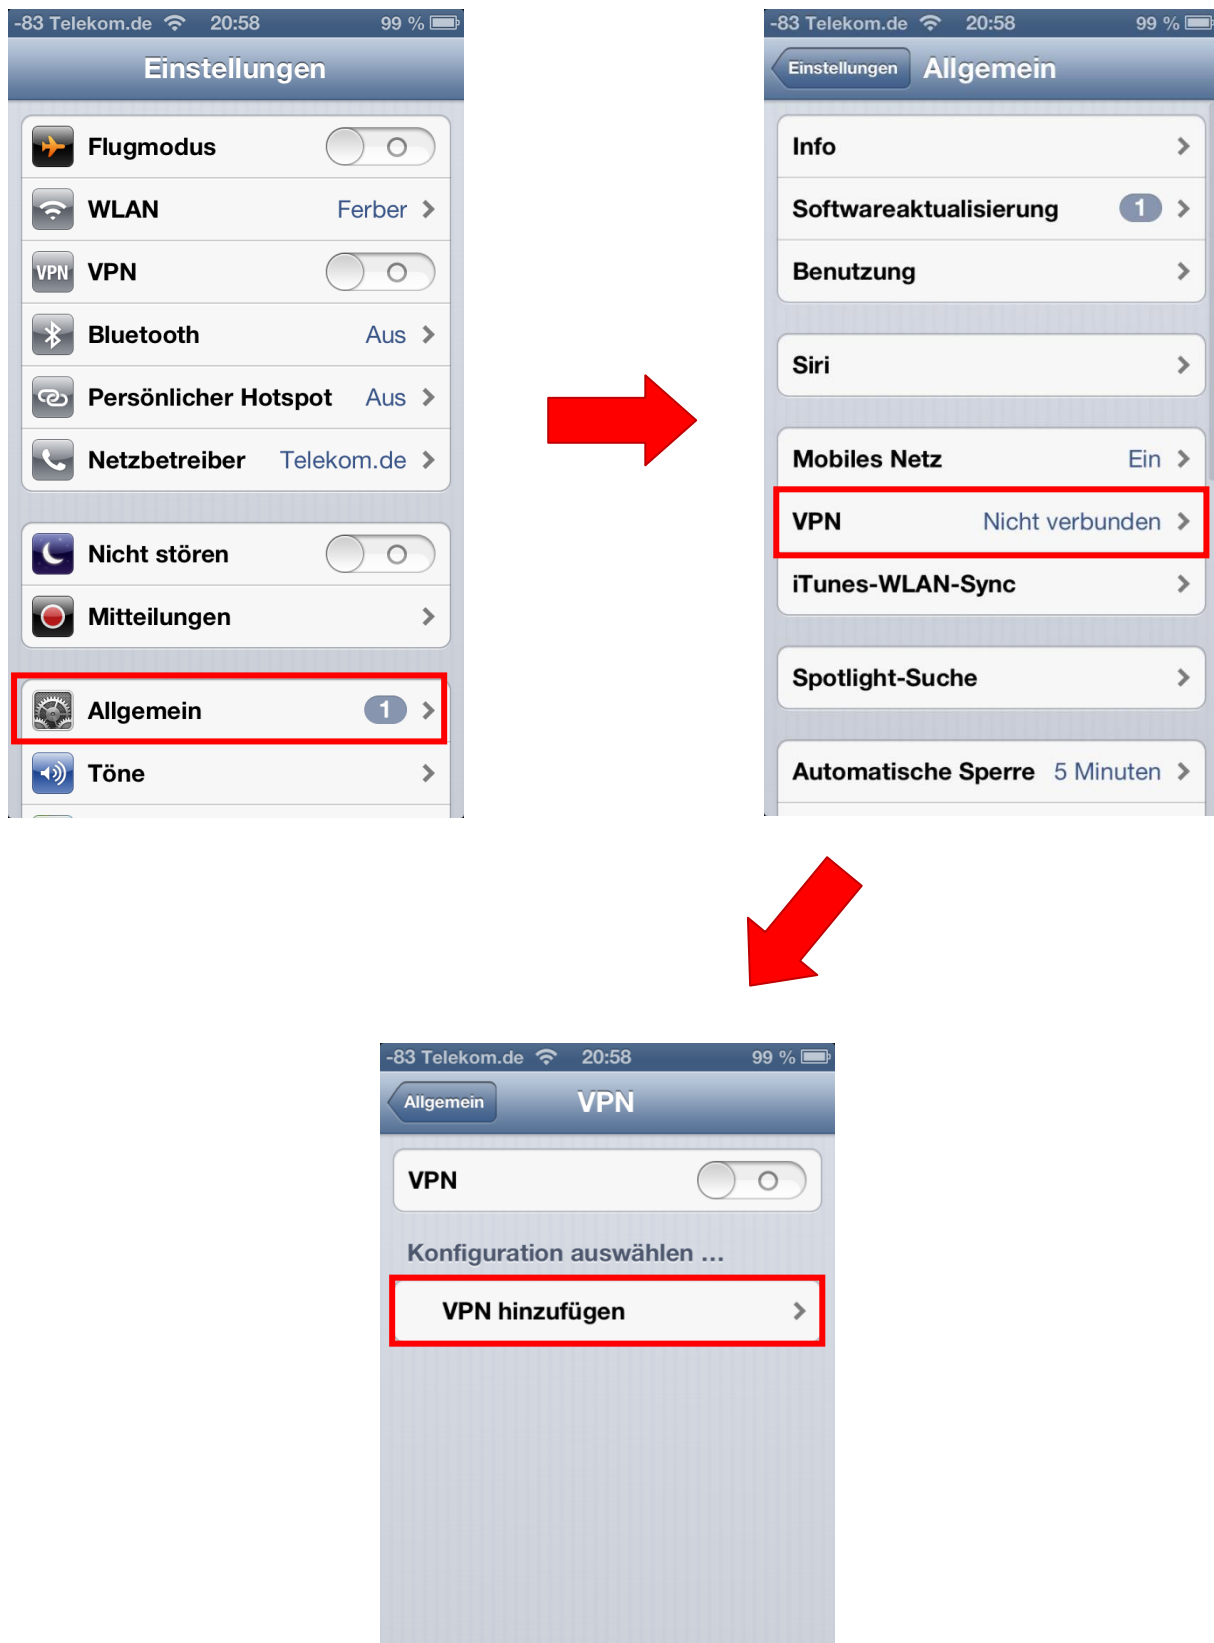 -83 Telekom.de 20:58 99 %
Einstellungen
Flugmodus
WLAN Ferber
VPN VPN
Bluetooth Aus
Persönlicher Hotspot Aus
Netzbetreiber Telekom.de
Nicht stören
Mitteilungen
Allgemein 1
Töne
-83 Telekom.de 20:58 99 %
Einstellungen Allgemein
Info
Softwareaktualisierung 1
Benutzung
Siri
Mobiles Netz Ein
VPN Nicht verbunden
iTunes-WLAN-Sync
Spotlight-Suche
Automatische Sperre 5 Minuten
-83 Telekom.de 20:58 99 %
Allgemein VPN
VPN
Konfiguration auswählen ...
VPN hinzufügen